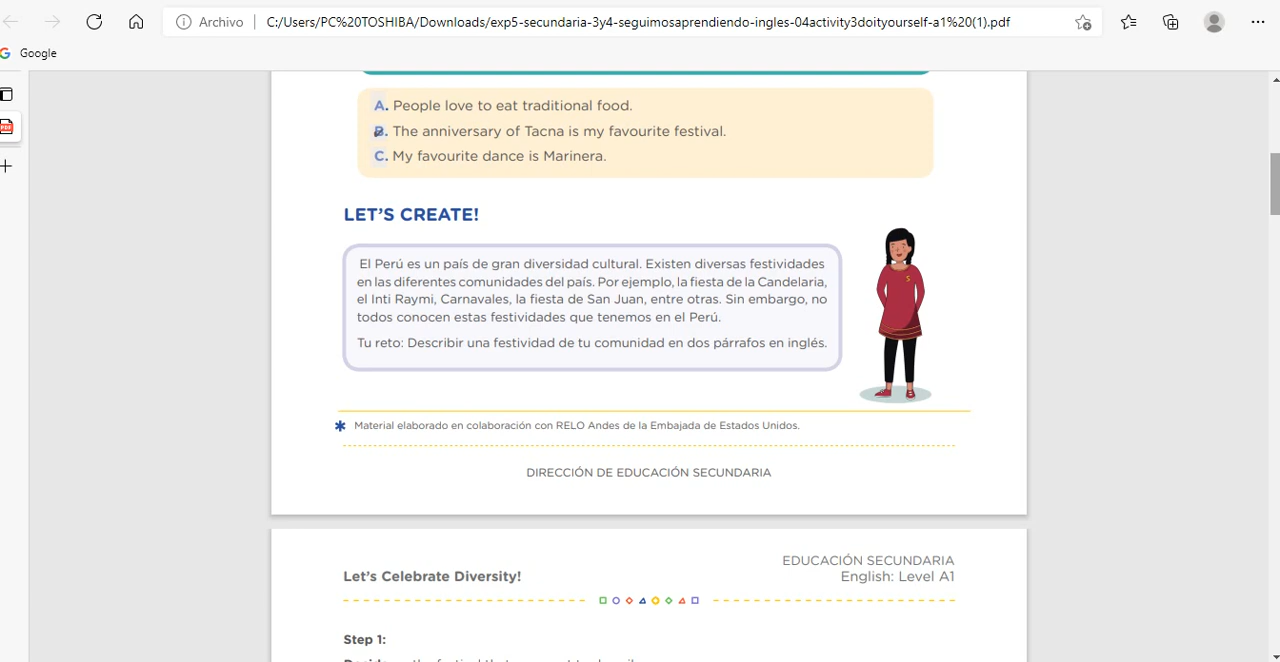 Archivo C:/Users/PC%20TOSHIBA/Downloads/exp5-secundaria-3y4-seguimosaprendiendo-ingles-04activity3doityourself-a1%20(1).pdf
Google
PDF
A. People love to eat traditional food.
B. The anniversary of Tacna is my favourite festival.
C. My favourite dance is Marinera.
LET'S CREATE!
El Perú es un país de gran diversidad cultural. Existen diversas festividades
en las diferentes comunidades del país. Por ejemplo, la fiesta de la Candelaria,
el Inti Raymi, Carnavales, la fiesta de San Juan, entre otras. Sin embargo, no
todos conocen estas festividades que tenemos en el Perú.
Tu reto: Describir una festividad de tu comunidad en dos párrafos en inglés.
Material elaborado en colaboración con RELO Andes de la Embajada de Estados Unidos.
DIRECCIÓN DE EDUCACIÓN SECUNDARIA
EDUCACIÓN SECUNDARIA
Let's Celebrate Diversity! English: Level A1
Step 1: